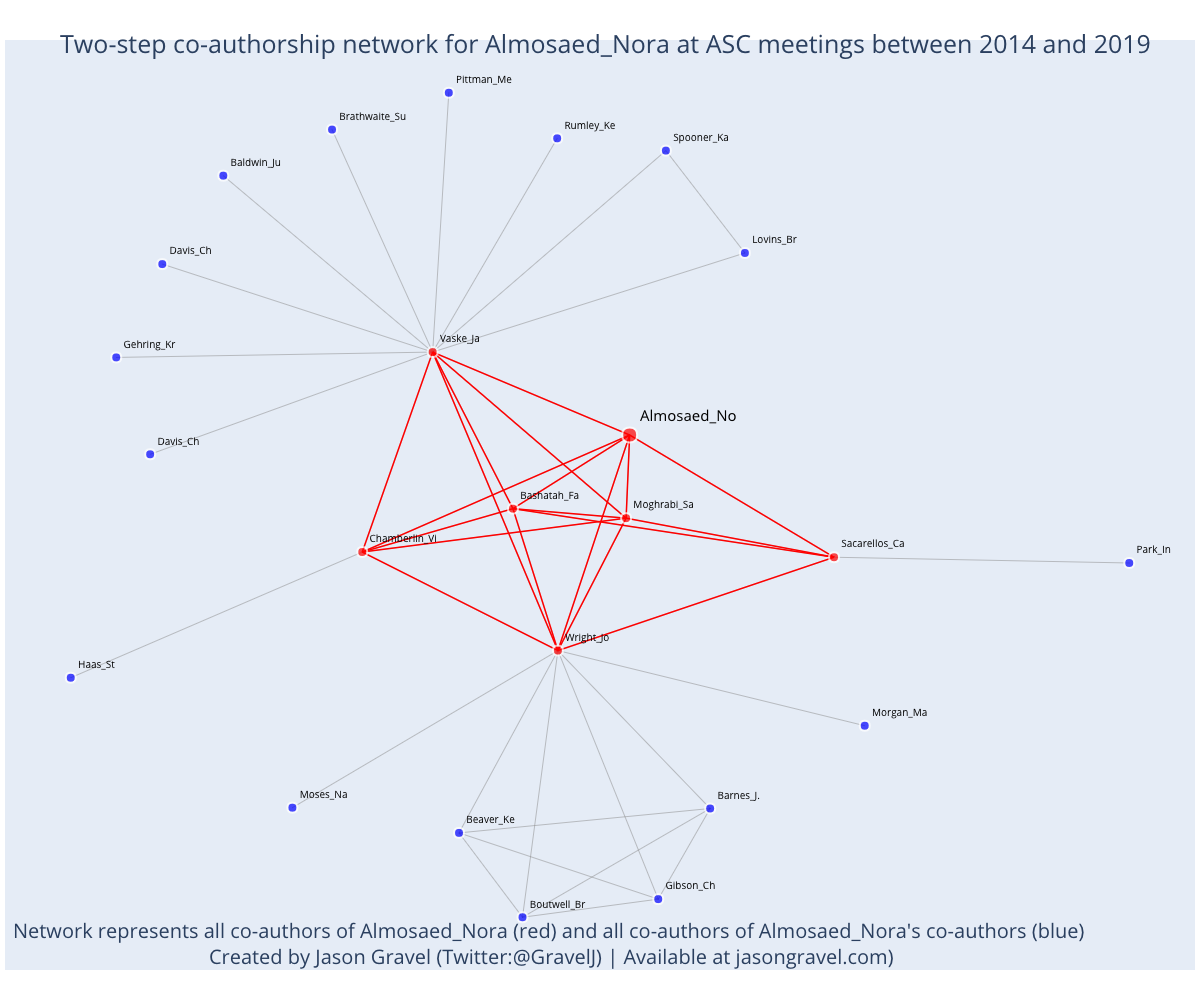 Two-step co-authorship network for Almosaed_Nora at ASC meetings between 2014 and 2019
Pittman_Me
Brathwaite_Su
Rumley_Ke
Spooner_Ka
Baldwin_Ju
Lovins_Br
Davis_Ch
Vaske_Ja
Gehring_Kr
Almosaed_No
Davis_Ch
Bashatah_Fa
Moghrabi_Sa
Chamberlin_Vi
Sacarellos_Ca
Park_In
Wright_Jo
Haas_St
Morgan_Ma
Moses_Na
Barnes_J.
Beaver_Ke
Gibson_Ch
Boutwell_Br
Network represents all co-authors of Almosaed_Nora (red) and all co-authors of Almosaed_Nora's co-authors (blue)
Created by Jason Gravel (Twitter:@GravelJ) | Available at jasongravel.com)